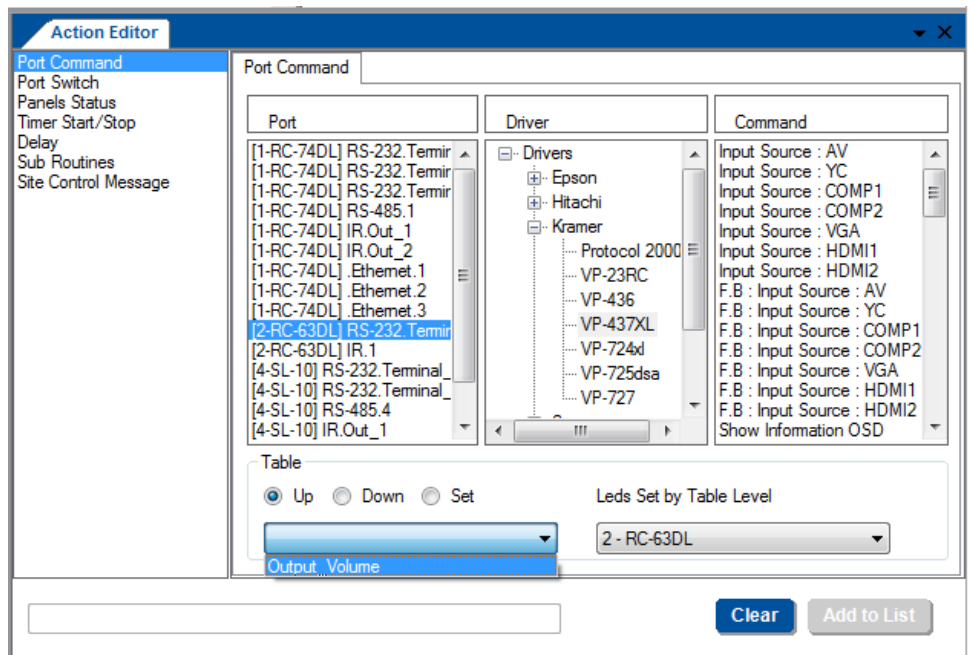 Action Editor
Port Command
Port Switch
Panels Status
Timer Start/Stop
Delay
Sub Routines
Site Control Message
Port Command
Port
[1-RC-74DL] RS-232.Termir
[1-RC-74DL] RS-232.Termir
[1-RC-74DL] RS-232.Termir
[1-RC-74DL] RS-485.1
[1-RC-74DL] IR.Out_1
[1-RC-74DL] IR.Out_2
[1-RC-74DL] .Ethernet.1
[1-RC-74DL] .Ethernet.2
[1-RC-74DL] .Ethernet.3
[2-RC-63DL] RS-232.Termir
[2-RC-63DL] IR.1
[4-SL-10] RS-232.Terminal_
[4-SL-10] RS-232.Terminal_
[4-SL-10] RS-485.4
[4-SL-10] IR.Out_1
Driver
Drivers
Epson
Hitachi
Kramer
Protocol 2000
VP-23RC
VP-436
VP-437XL
VP-724xl
VP-725dsa
VP-727
Command
Input Source : AV
Input Source : YC
Input Source : COMP1
Input Source : COMP2
Input Source : VGA
Input Source : HDMI1
Input Source : HDMI2
F.B : Input Source : AV
F.B : Input Source : YC
F.B : Input Source : COMP1
F.B : Input Source : COMP2
F.B : Input Source : VGA
F.B : Input Source : HDMI1
F.B : Input Source : HDMI2
Show Information OSD
Table
Up Down Set
Leds Set by Table Level
2 - RC-63DL
Output_Volume
Clear
Add to List